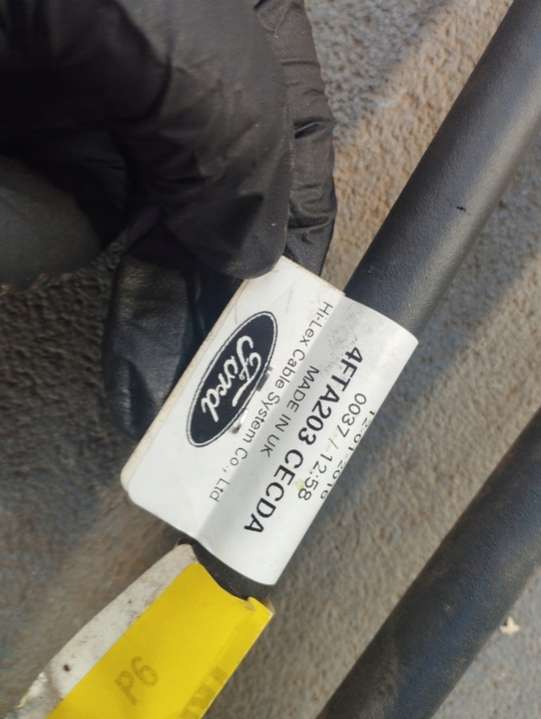 Ford
Hi-Lex Cable System Co., Ltd
MADE IN UK
4FTA203 CECDA
0037 / 12:58
P6